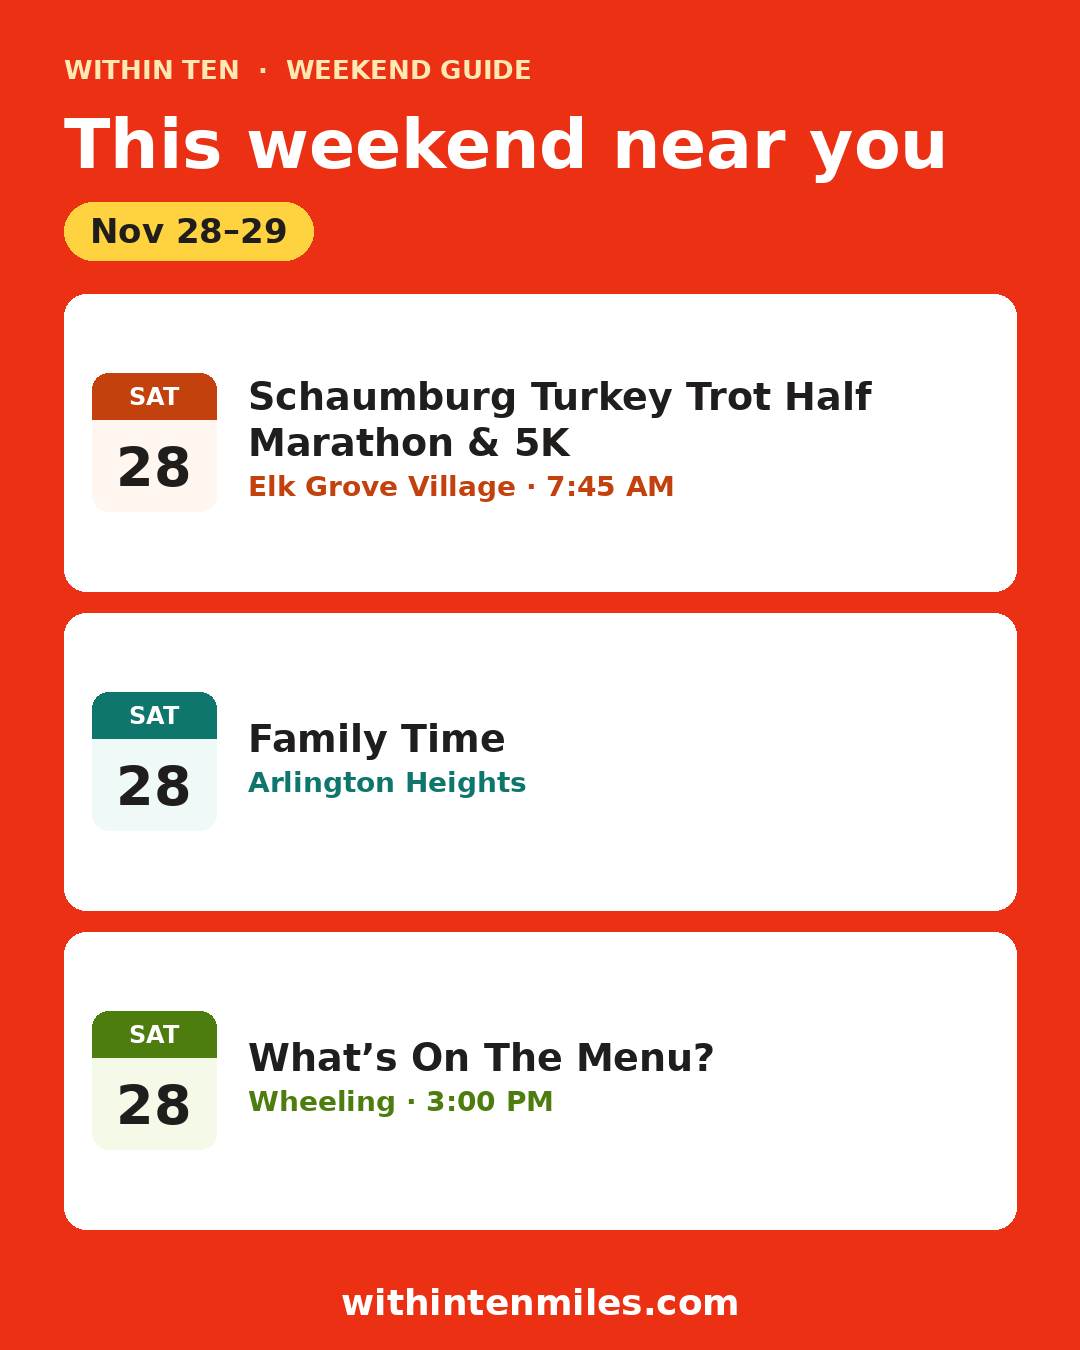 WITHIN TEN · WEEKEND GUIDE
This weekend near you
Nov 28–29
SAT
28
Schaumburg Turkey Trot Half
Marathon & 5K
Elk Grove Village · 7:45 AM
SAT
28
Family Time
Arlington Heights
SAT
28
What’s On The Menu?
Wheeling · 3:00 PM
withintenmiles.com